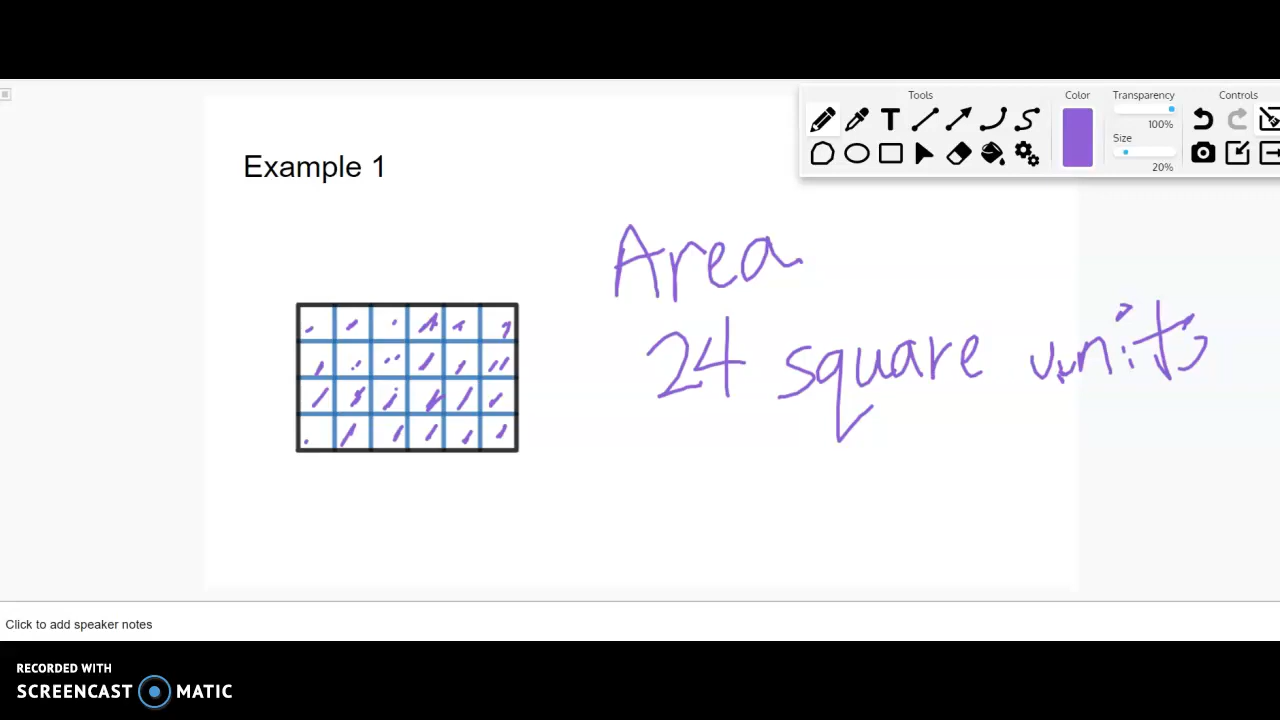 Tools
Color
Transparency
Controls
100%
Size
20%
Example 1
Area
24 square units
Click to add speaker notes
RECORDED WITH
SCREENCAST MATIC